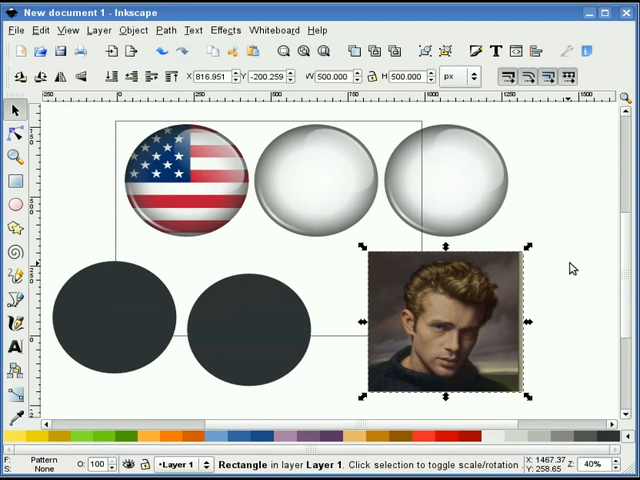 New document 1 - Inkscape
File Edit View Layer Object Path Text Effects Whiteboard Help
X 816.951 Y -200.259 W 500.000 H 500.000 px
-250 0 250 500 750 1000 1250 1500
F: Pattern
S: None
O: 100
•Layer 1
Rectangle in layer Layer 1. Click selection to toggle scale/rotation
X: 1467.37
Y: 258.65
Z: 40%